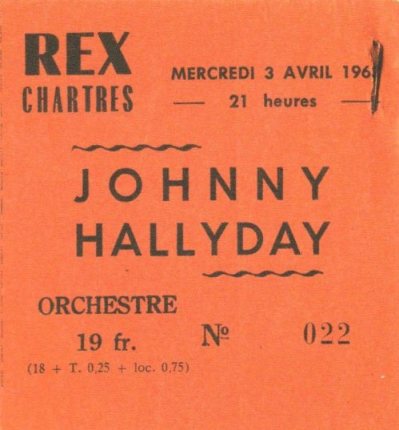 REX
CHARTRES
MERCREDI 3 AVRIL 1963
21 heures
JOHNNY
HALLYDAY
ORCHESTRE
19 fr.
(18 + T. 0,25 + loc. 0,75)
Nº 022